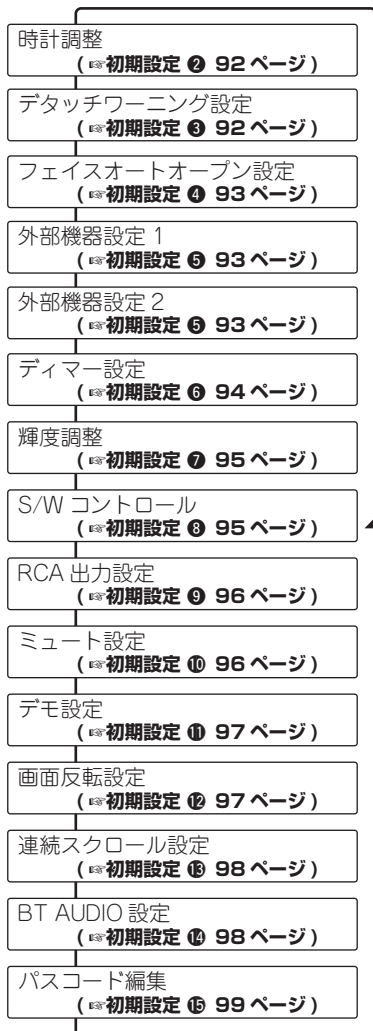 時計調整
( ☞初期設定 ❷ 92 ページ )
デタッチワーニング設定
( ☞初期設定 ❸ 92 ページ )
フェイスオートオープン設定
( ☞初期設定 ❹ 93 ページ )
外部機器設定 1
( ☞初期設定 ❺ 93 ページ )
外部機器設定 2
( ☞初期設定 ❺ 93 ページ )
ディマー設定
( ☞初期設定 ❻ 94 ページ )
輝度調整
( ☞初期設定 ❼ 95 ページ )
S/W コントロール
( ☞初期設定 ❽ 95 ページ )
RCA 出力設定
( ☞初期設定 ❾ 96 ページ )
ミュート設定
( ☞初期設定 ❿ 96 ページ )
デモ設定
( ☞初期設定 ⓫ 97 ページ )
画面反転設定
( ☞初期設定 ⓬ 97 ページ )
連続スクロール設定
( ☞初期設定 ⓭ 98 ページ )
BT AUDIO 設定
( ☞初期設定 ⓮ 98 ページ )
パスコード編集
( ☞初期設定 ⓯ 99 ページ )